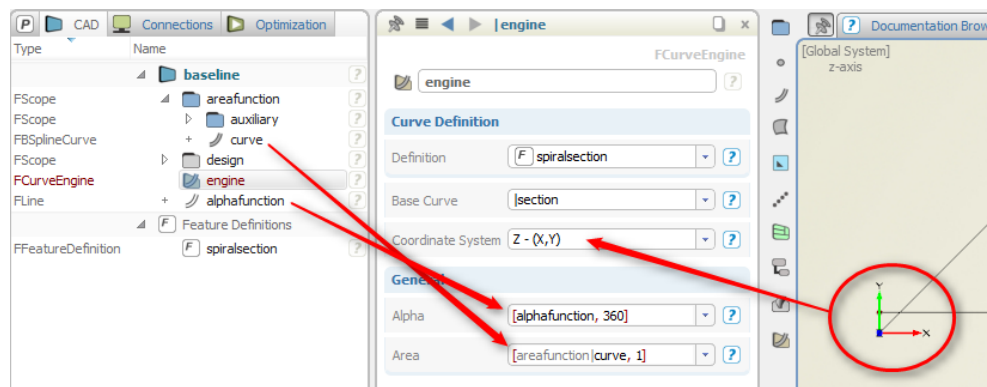 P CAD Connections Optimization
Type Name
baseline ?
FScope areafunction ?
FScope auxiliary ?
FBSplineCurve + curve ?
FScope design ?
FCurveEngine engine ?
FLine + alphafunction ?
F Feature Definitions
FFeatureDefinition F spiralsection ?
|engine x
FCurveEngine
engine ?
Curve Definition
Definition F spiralsection ?
Base Curve |section ?
Coordinate System Z - (X,Y) ?
General
Alpha [alphafunction, 360] ?
Area [areafunction|curve, 1] ?
? Documentation Brow
[Global System]
z-axis
Y
X